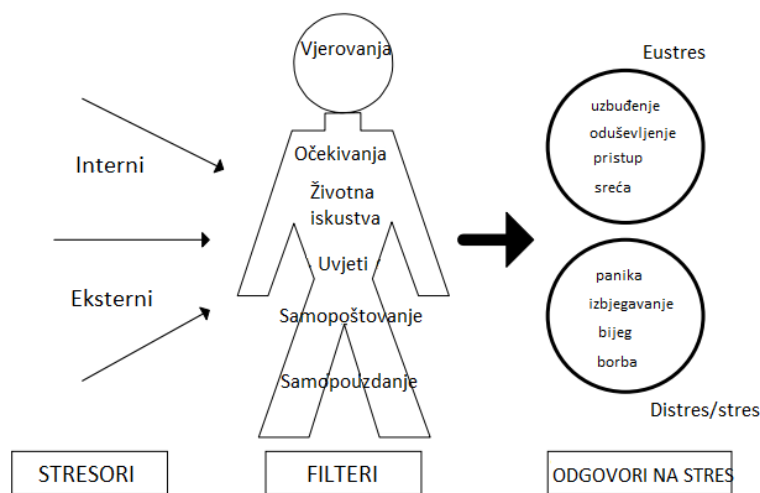 Vjerovanja
Očekivanja
Životna
iskustva
Uvjeti
Samopoštovanje
Samopouzdanje
Interni
Eksterni
Eustres
uzbuđenje
oduševljenje
pristup
sreća
panika
izbjegavanje
bijeg
borba
Distres/stres
STRESORI
FILTERI
ODGOVORI NA STRES